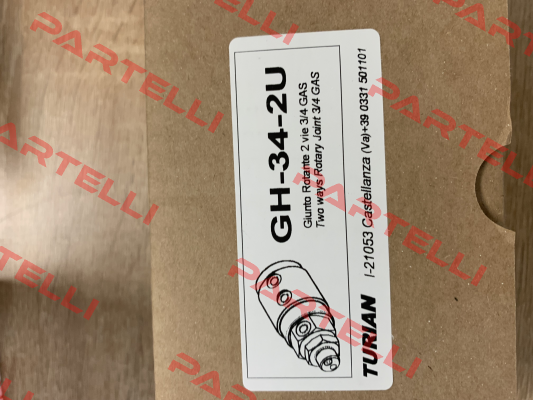 GH-34-2U
Giunto Rotante 2 vie 3/4 GAS
Two ways Rotary Joint 3/4 GAS
TURIAN I-21053 Castellanza (Va)+39 0331 501101
PARTELLI
PARTELLI
PARTELLI
PARTELLI
PARTELLI
PARTELLI